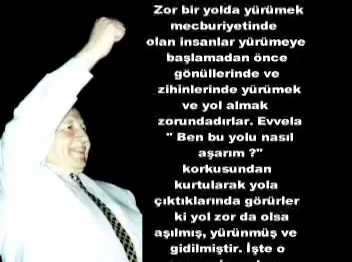 Zor bir yolda yürümek
mecburiyetinde
olan insanlar yürümeye
başlamadan önce
gönüllerinde ve
zihinlerinde yürümek
ve yol almak
zorundadırlar. Evvela
" Ben bu yolu nasıl
aşarım ?"
korkusundan
kurtularak yola
çıktıklarında görürler
ki yol zor da olsa
aşılmış, yürünmüş ve
gidilmiştir. İşte o